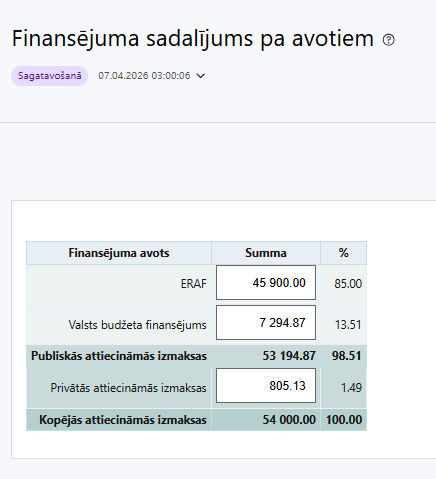 Finansējuma sadalījums pa avotiem
Sagatavošanā 07.04.2026 03:00:06
Finansējuma avots Summa %
ERAF 45 900.00 85.00
Valsts budžeta finansējums 7 294.87 13.51
Publiskās attiecināmās izmaksas 53 194.87 98.51
Privātās attiecināmās izmaksas 805.13 1.49
Kopējās attiecināmās izmaksas 54 000.00 100.00